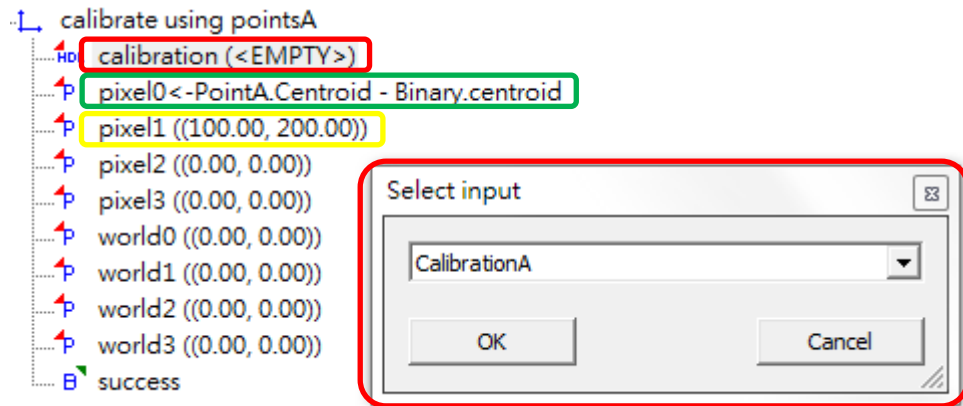 calibrate using pointsA
HDL calibration (<EMPTY>)
P pixel0<-PointA.Centroid - Binary.centroid
P pixel1 ((100.00, 200.00))
P pixel2 ((0.00, 0.00))
P pixel3 ((0.00, 0.00))
P world0 ((0.00, 0.00))
P world1 ((0.00, 0.00))
P world2 ((0.00, 0.00))
P world3 ((0.00, 0.00))
B success
Select input
CalibrationA
OK Cancel